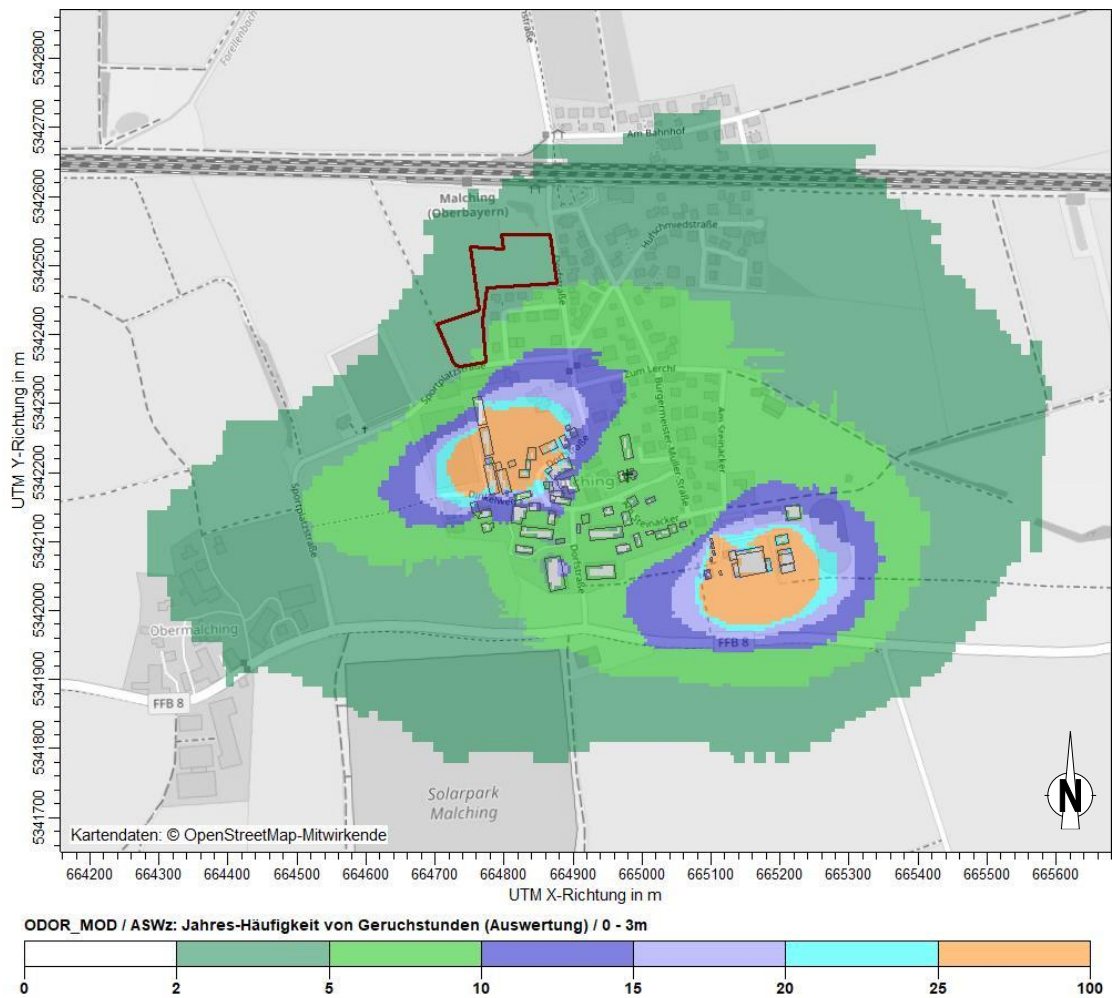 5342800
5342700
5342600
5342500
5342400
5342300
5342200
5342100
5342000
5341900
5341800
5341700
UTM Y-Richtung in m
Forellenbach
Am Bahnhof
Malching
(Oberbayern)
Hufschmiedstraße
Sportplatzstraße
Zum Lerchl
Bürgermeister-Müller-Straße
Am Steinacker
Steinacker
Sportplatzstraße
Dorfstraße
Obermalching
FFB 8
FFB 8
Solarpark
Malching
N
Kartendaten: © OpenStreetMap-Mitwirkende
664200 664300 664400 664500 664600 664700 664800 664900 665000 665100 665200 665300 665400 665500 665600
UTM X-Richtung in m
ODOR_MOD / ASWz: Jahres-Häufigkeit von Geruchstunden (Auswertung) / 0 - 3m
0 2 5 10 15 20 25 100